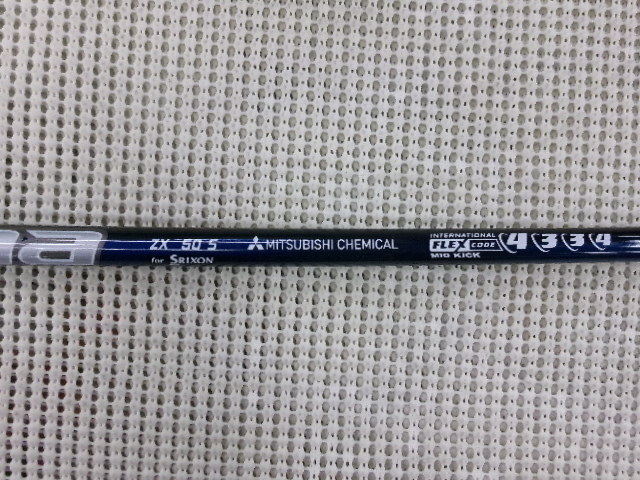 ZX 50 S
for SRIXON
MITSUBISHI CHEMICAL
INTERNATIONAL
FLEX CODE
MID KICK
4 3 3 4